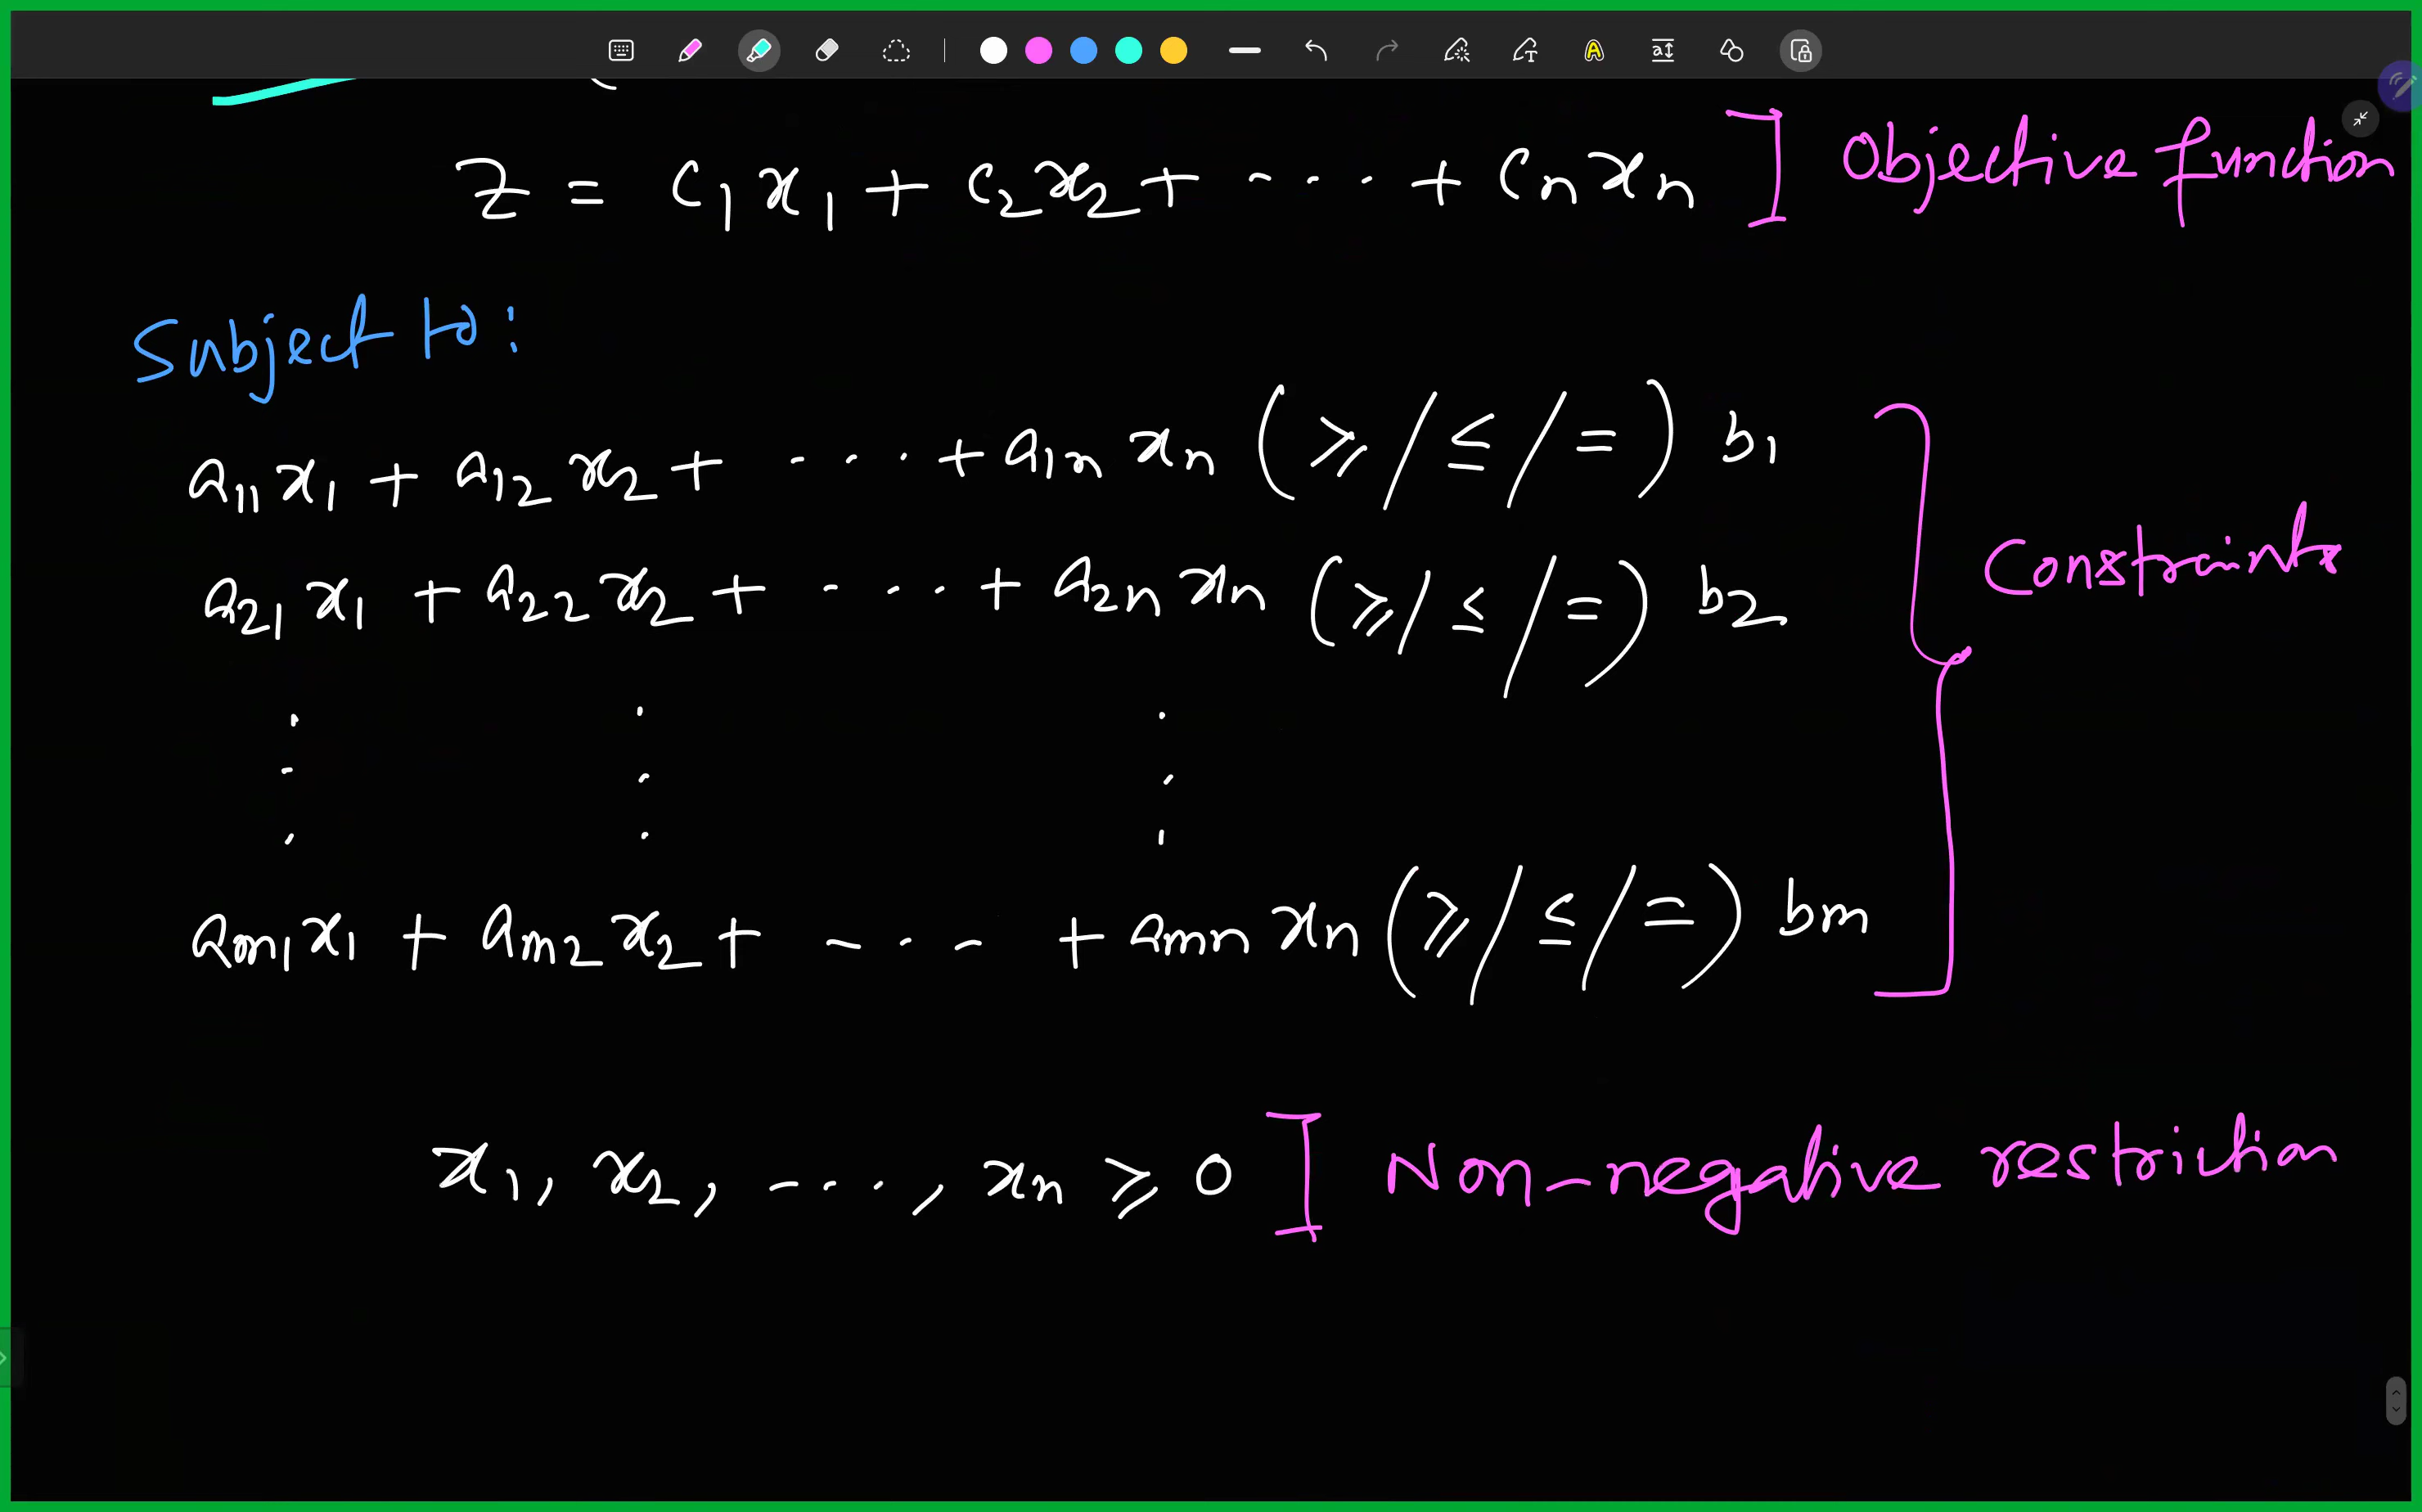 Z = c₁x₁ + c₂x₂ + ---- + cₙxₙ ] Objective function
Subject to:
a₁₁x₁ + a₁₂x₂ + ---- + a₁ₙxₙ (≥/≤/=) b₁
a₂₁x₁ + a₂₂x₂ + ---- + a₂ₙxₙ (≥/≤/=) b₂
Constraints
. . .
. . .
. . .
aₘ₁x₁ + aₘ₂x₂ + ---- + aₘₙxₙ (≥/≤/=) bₘ
x₁, x₂, ----, xₙ ≥ 0 ] Non-negative restriction